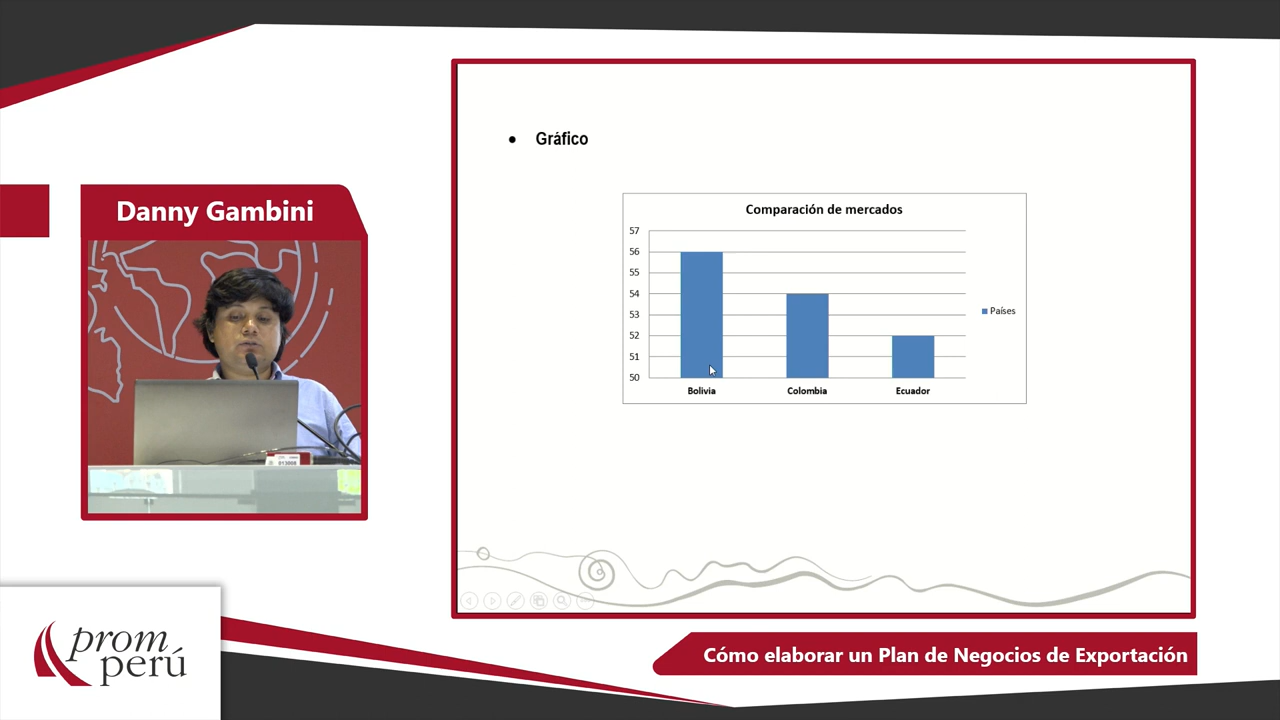 Danny Gambini
• Gráfico
Comparación de mercados
57
56
55
54
53
52
51
50
Bolivia
Colombia
Ecuador
Países
prom
perú
Cómo elaborar un Plan de Negocios de Exportación